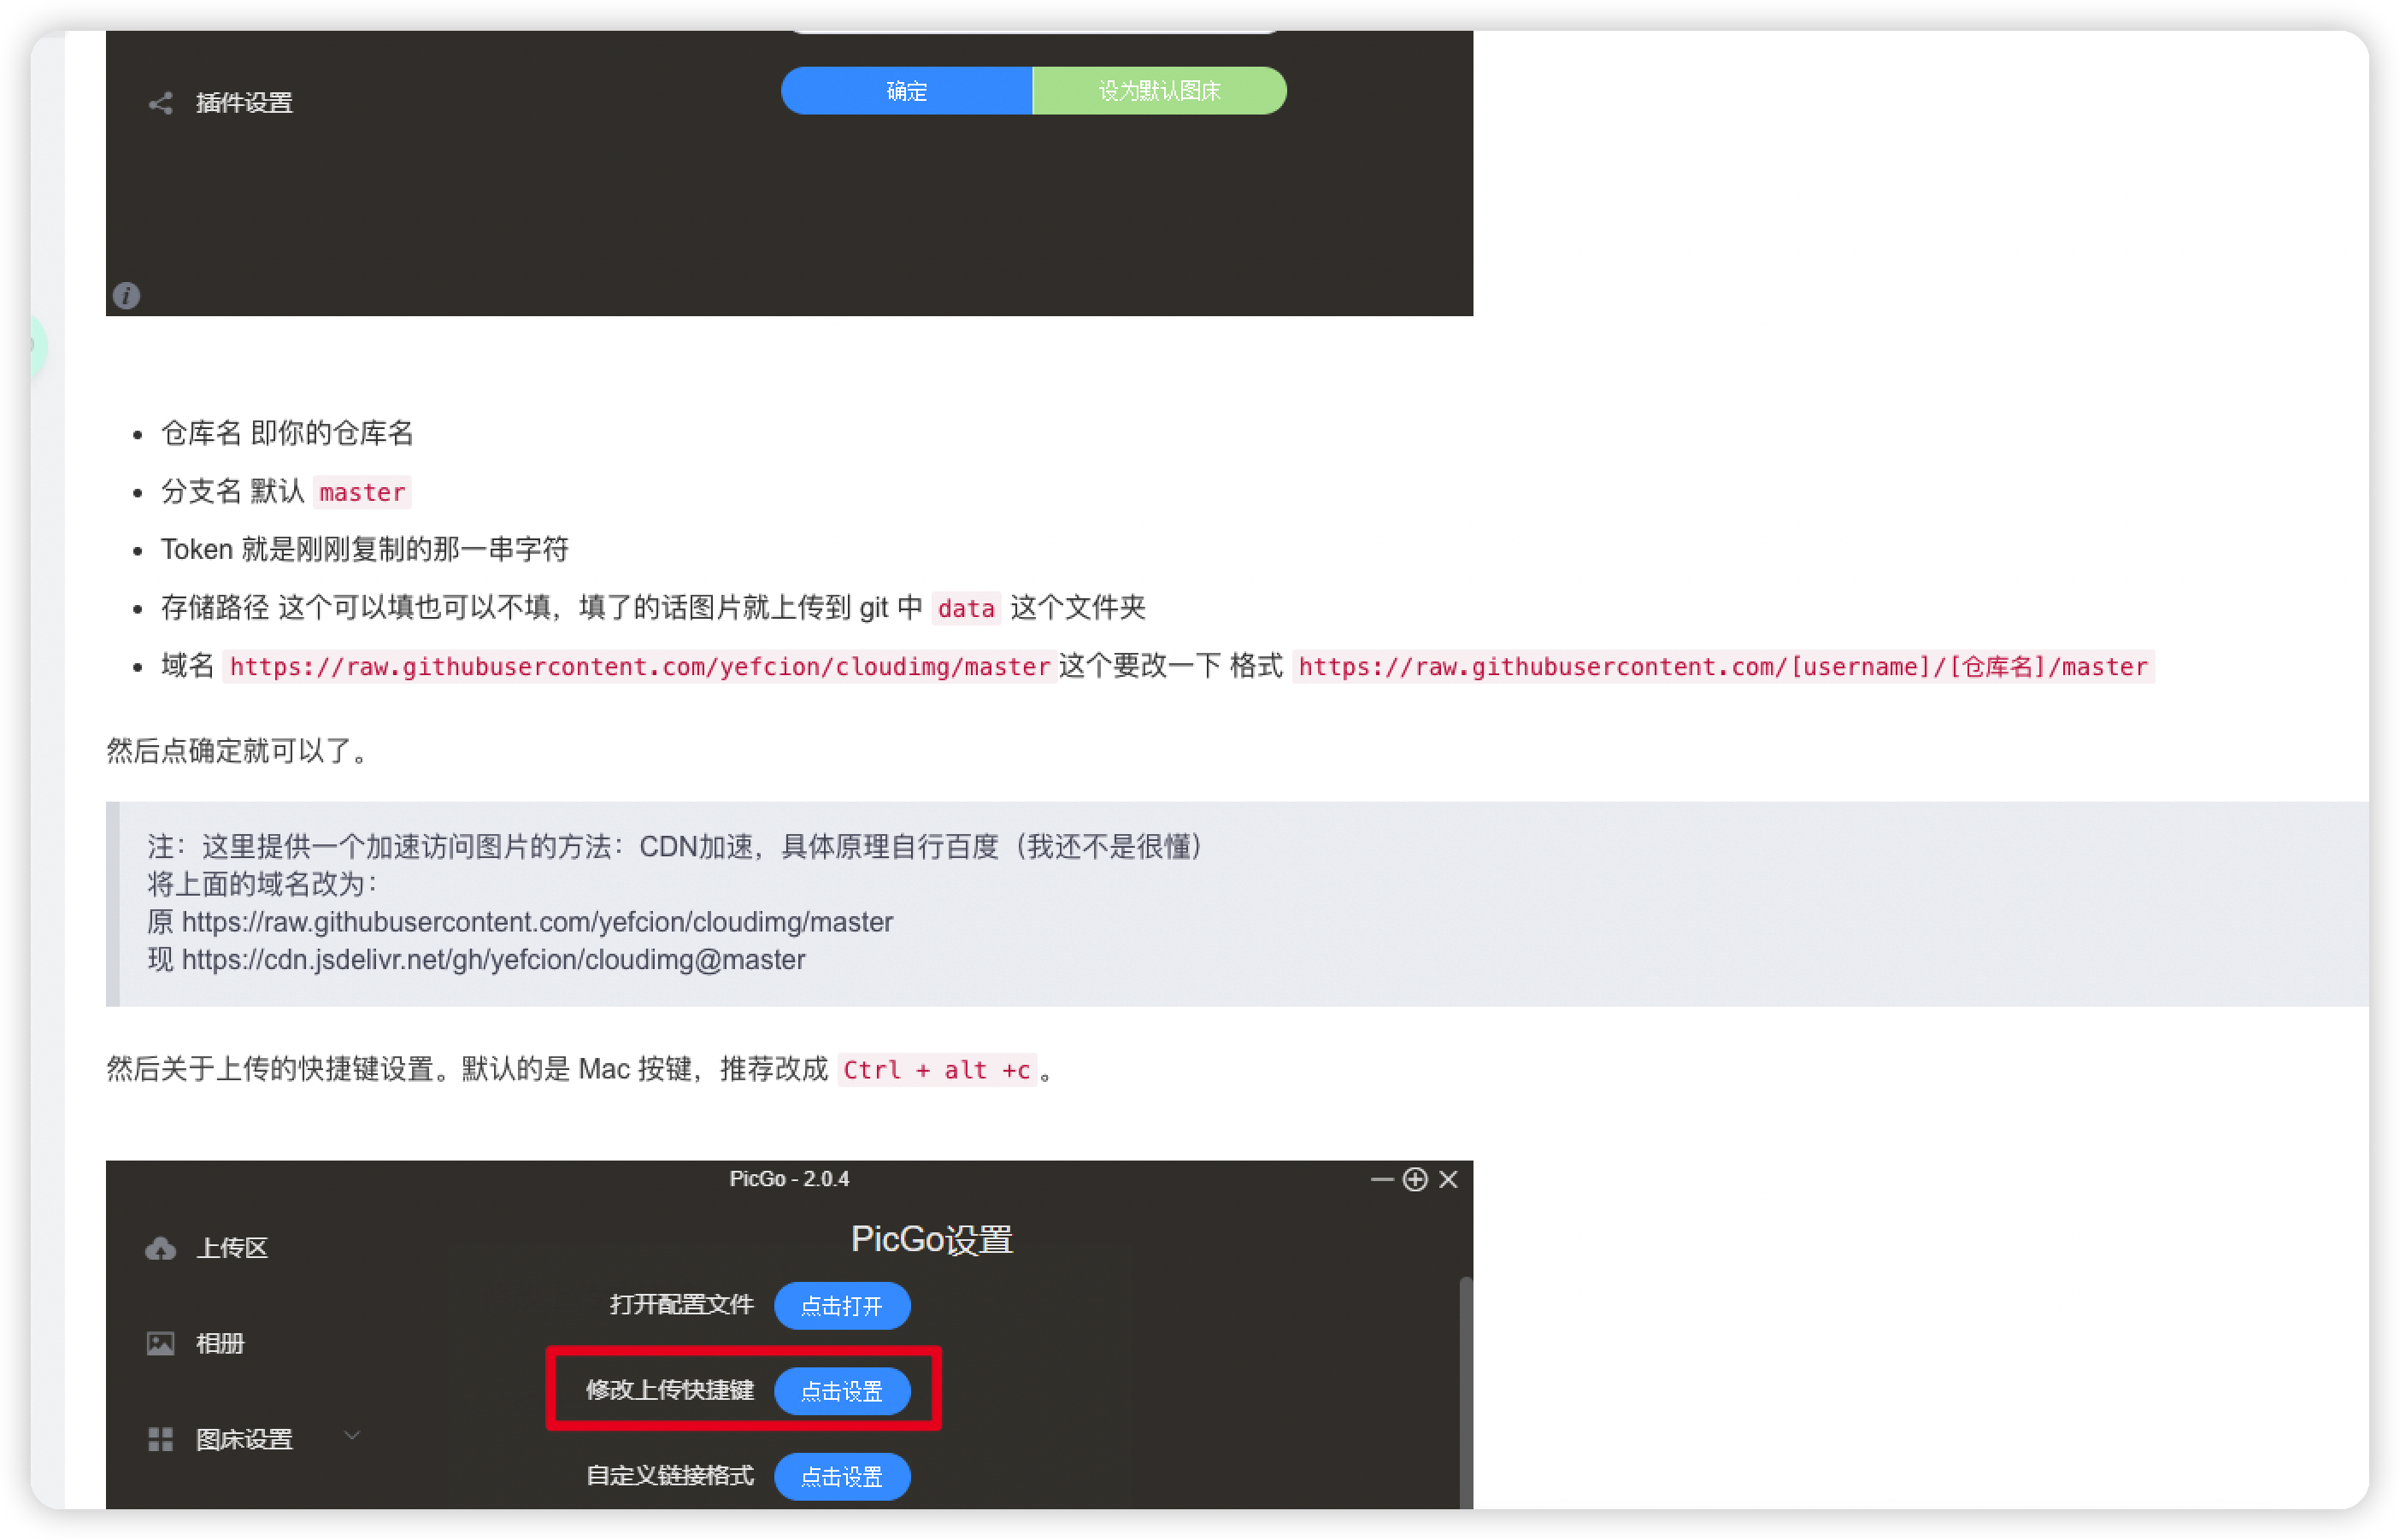 插件设置
确定 设为默认图床
仓库名 即你的仓库名
分支名 默认 master
Token 就是刚刚复制的那一串字符
存储路径 这个可以填也可以不填，填了的话图片就上传到 git 中 data 这个文件夹
域名 https://raw.githubusercontent.com/yefcion/cloudimg/master这个要改一下 格式 https://raw.githubusercontent.com/[username]/[仓库名]/master
然后点确定就可以了。
注：这里提供一个加速访问图片的方法：CDN加速，具体原理自行百度（我还不是很懂）
将上面的域名改为：
原 https://raw.githubusercontent.com/yefcion/cloudimg/master
现 https://cdn.jsdelivr.net/gh/yefcion/cloudimg@master
然后关于上传的快捷键设置。默认的是 Mac 按键，推荐改成 Ctrl + alt +c。
PicGo - 2.0.4
上传区
PicGo设置
打开配置文件 点击打开
相册
修改上传快捷键 点击设置
图床设置
自定义链接格式 点击设置